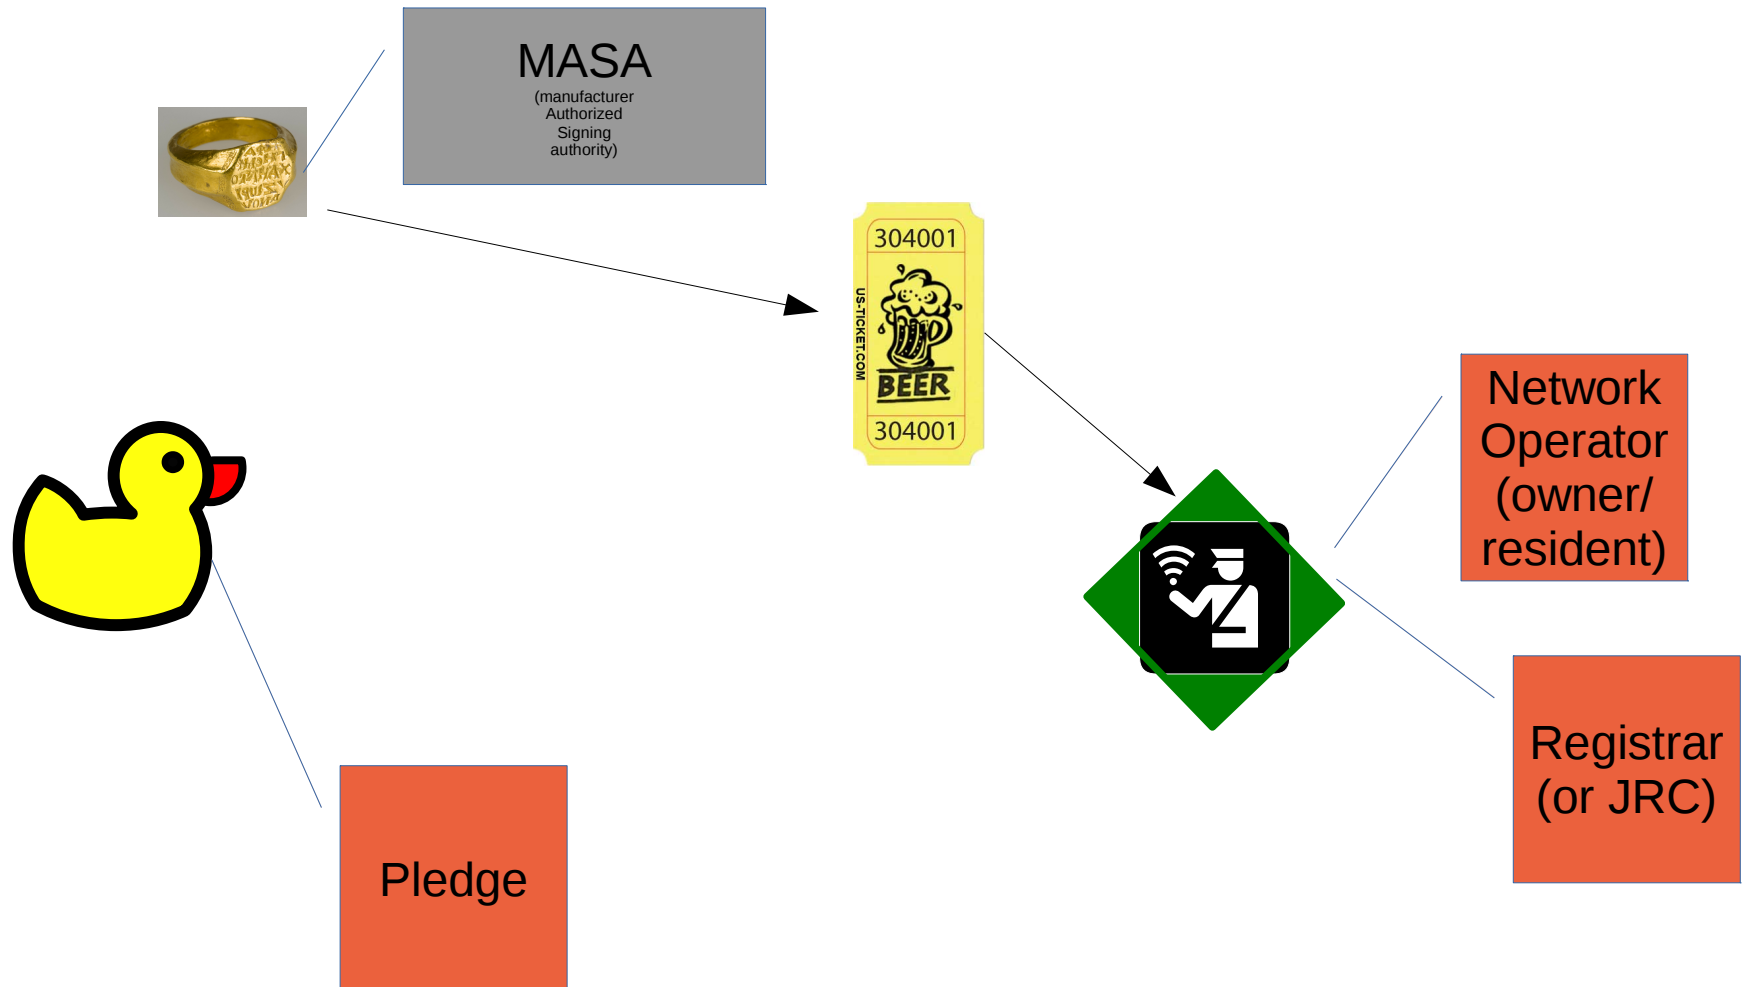 MASA
(manufacturer
Authorized
Signing
authority)
304001
US-TICKET.COM
BEER
304001
Network
Operator
(owner/
resident)
Registrar
(or JRC)
Pledge